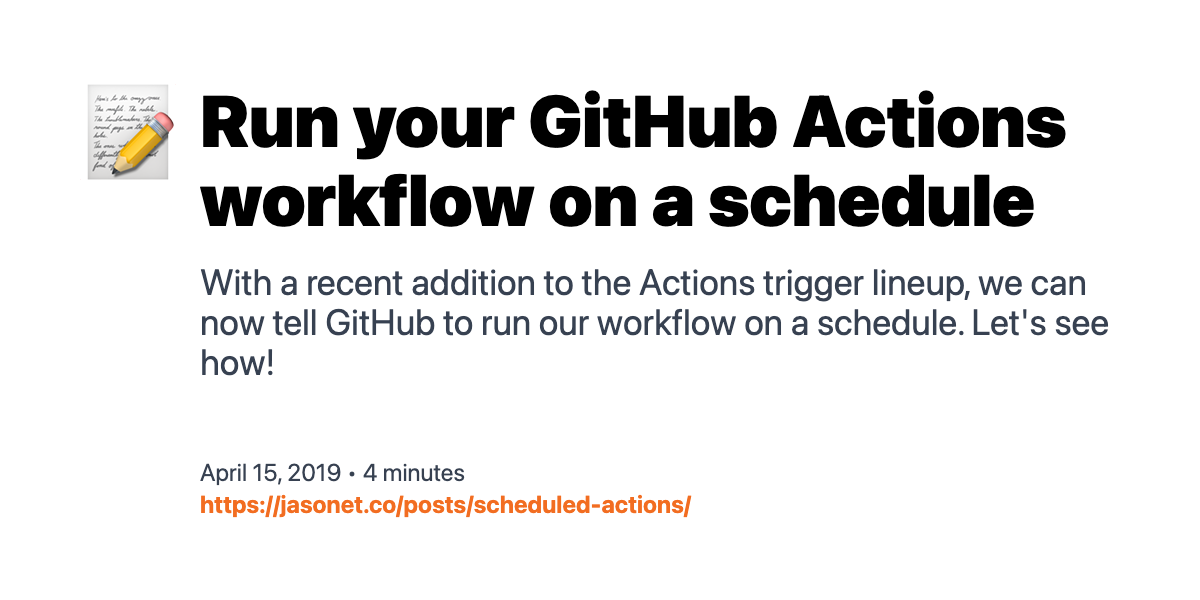 Run your GitHub Actions
workflow on a schedule
With a recent addition to the Actions trigger lineup, we can
now tell GitHub to run our workflow on a schedule. Let's see
how!
April 15, 2019 • 4 minutes
https://jasonet.co/posts/scheduled-actions/